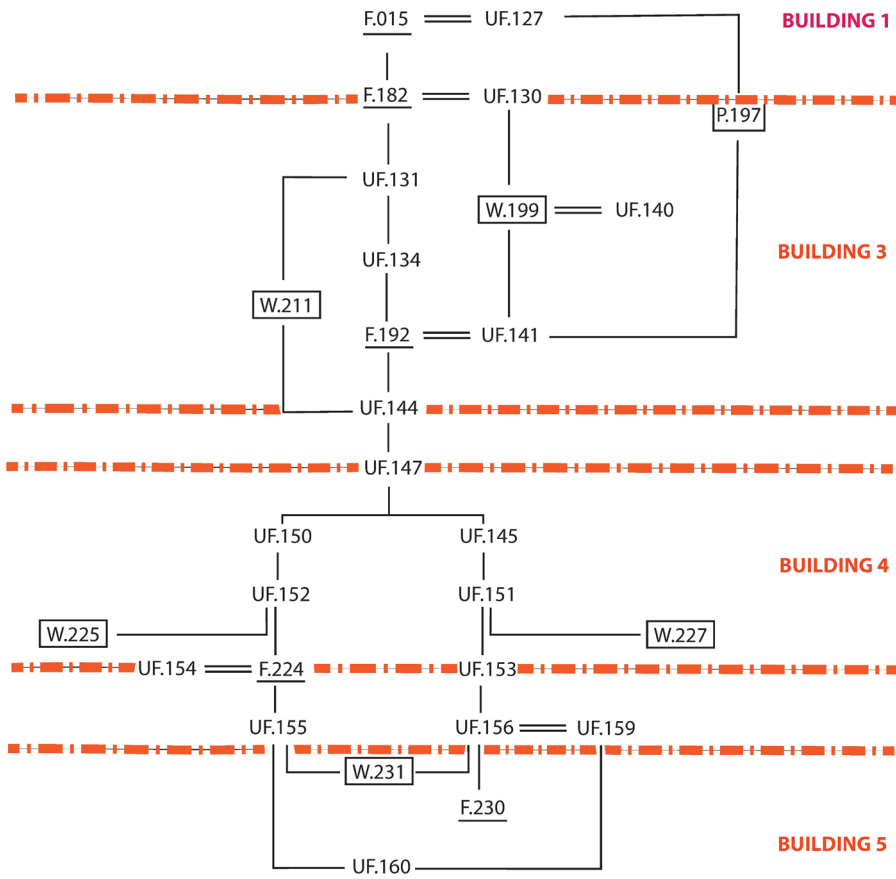 F.015 UF.127 BUILDING 1
F.182 UF.130
P.197
UF.131
W.199 UF.140
UF.134 BUILDING 3
W.211
F.192 UF.141
UF.144
UF.147
UF.150 UF.145
BUILDING 4
UF.152 UF.151
W.225 W.227
UF.154 F.224 UF.153
UF.155 UF.156 UF.159
W.231
F.230
BUILDING 5
UF.160